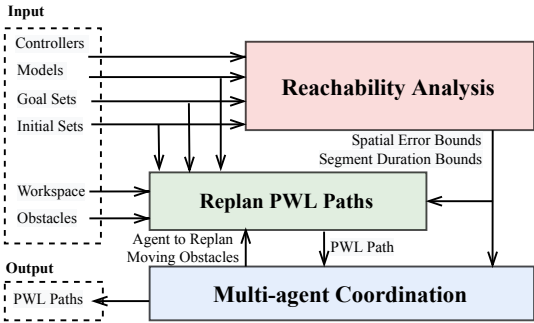 Input
Controllers
Models
Goal Sets
Initial Sets
Workspace
Obstacles
Reachability Analysis
Spatial Error Bounds
Segment Duration Bounds
Replan PWL Paths
Agent to Replan
Moving Obstacles
PWL Path
Output
PWL Paths
Multi-agent Coordination